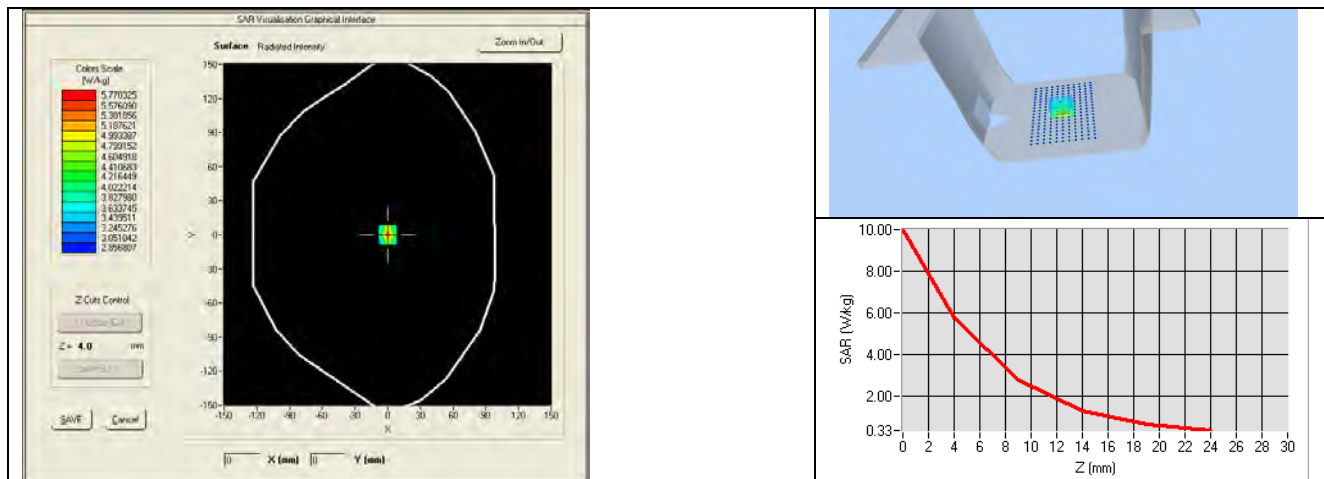 SAR Visualisation Graphical Interface
Surface Radiated Intensity
Zoom In/Out
Colors Scale
(W/kg)
5.770325
5.576090
5.381856
5.187621
4.993387
4.799152
4.604918
4.410683
4.216449
4.022214
3.827980
3.633745
3.439511
3.245276
3.051042
2.856807
150-
120-
90-
60-
30-
0-
-30-
-60-
-90-
-120-
-150-
Y
-150 -120 -90 -60 -30 0 30 60 90 120 150
X
Z Cuts Control
Z = 4.0 mm
SAVE Cancel
0 X (mm) 0 Y (mm)
10.00-
8.00-
6.00-
4.00-
2.00-
0.33-
SAR (W/kg)
0 2 4 6 8 10 12 14 16 18 20 22 24 26 28 30
Z (mm)